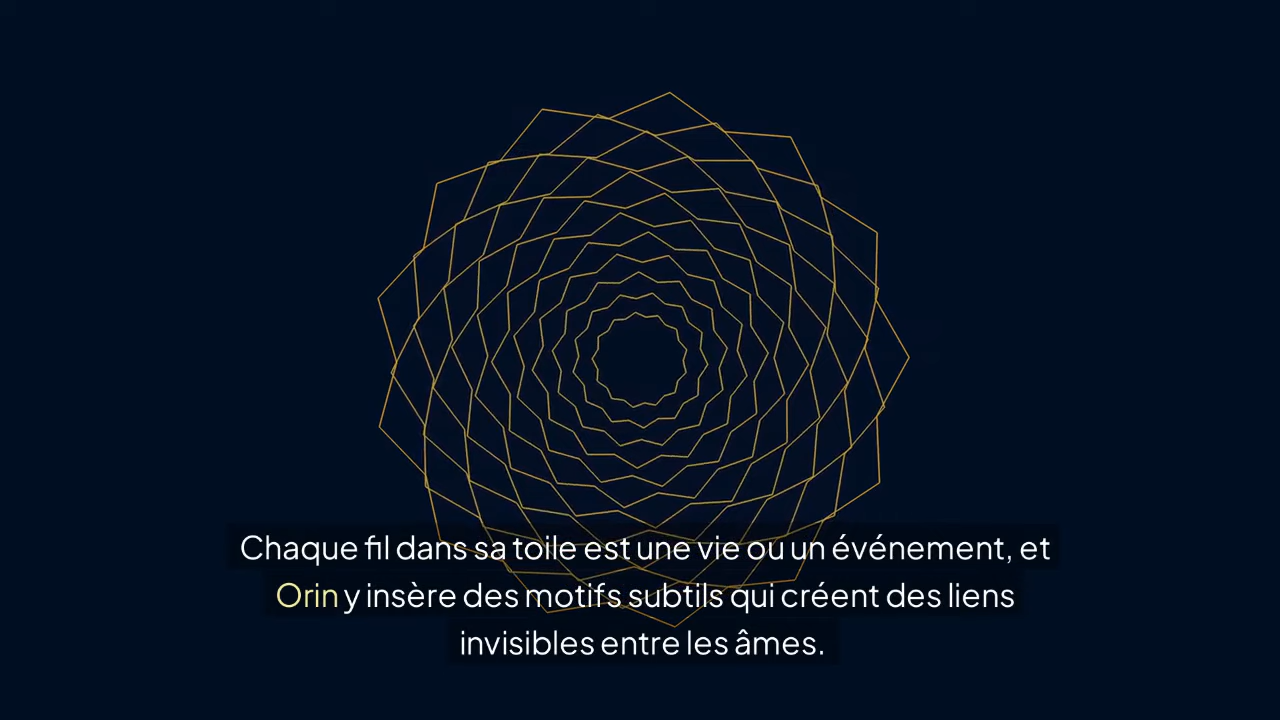 Chaque fil dans sa toile est une vie ou un événement, et
Orin y insère des motifs subtils qui créent des liens
invisibles entre les âmes.